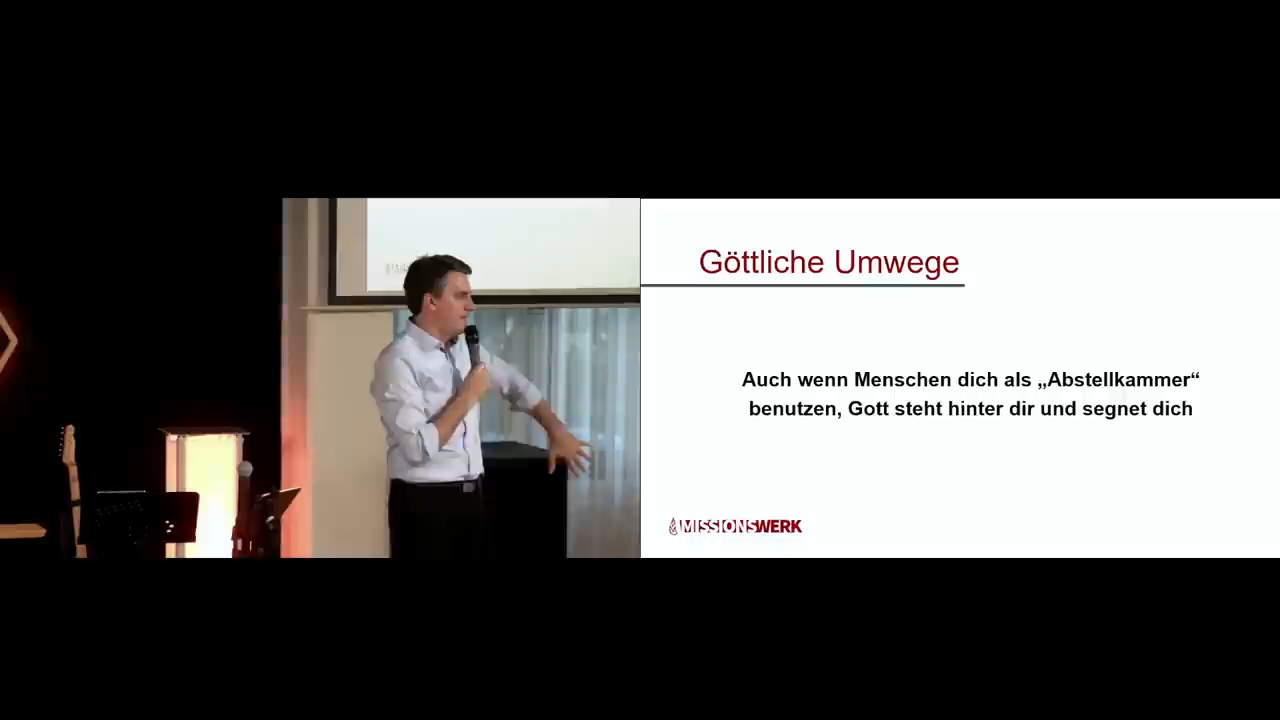 Göttliche Umwege
Auch wenn Menschen dich als „Abstellkammer“
benutzen, Gott steht hinter dir und segnet dich
MISSIONSWERK